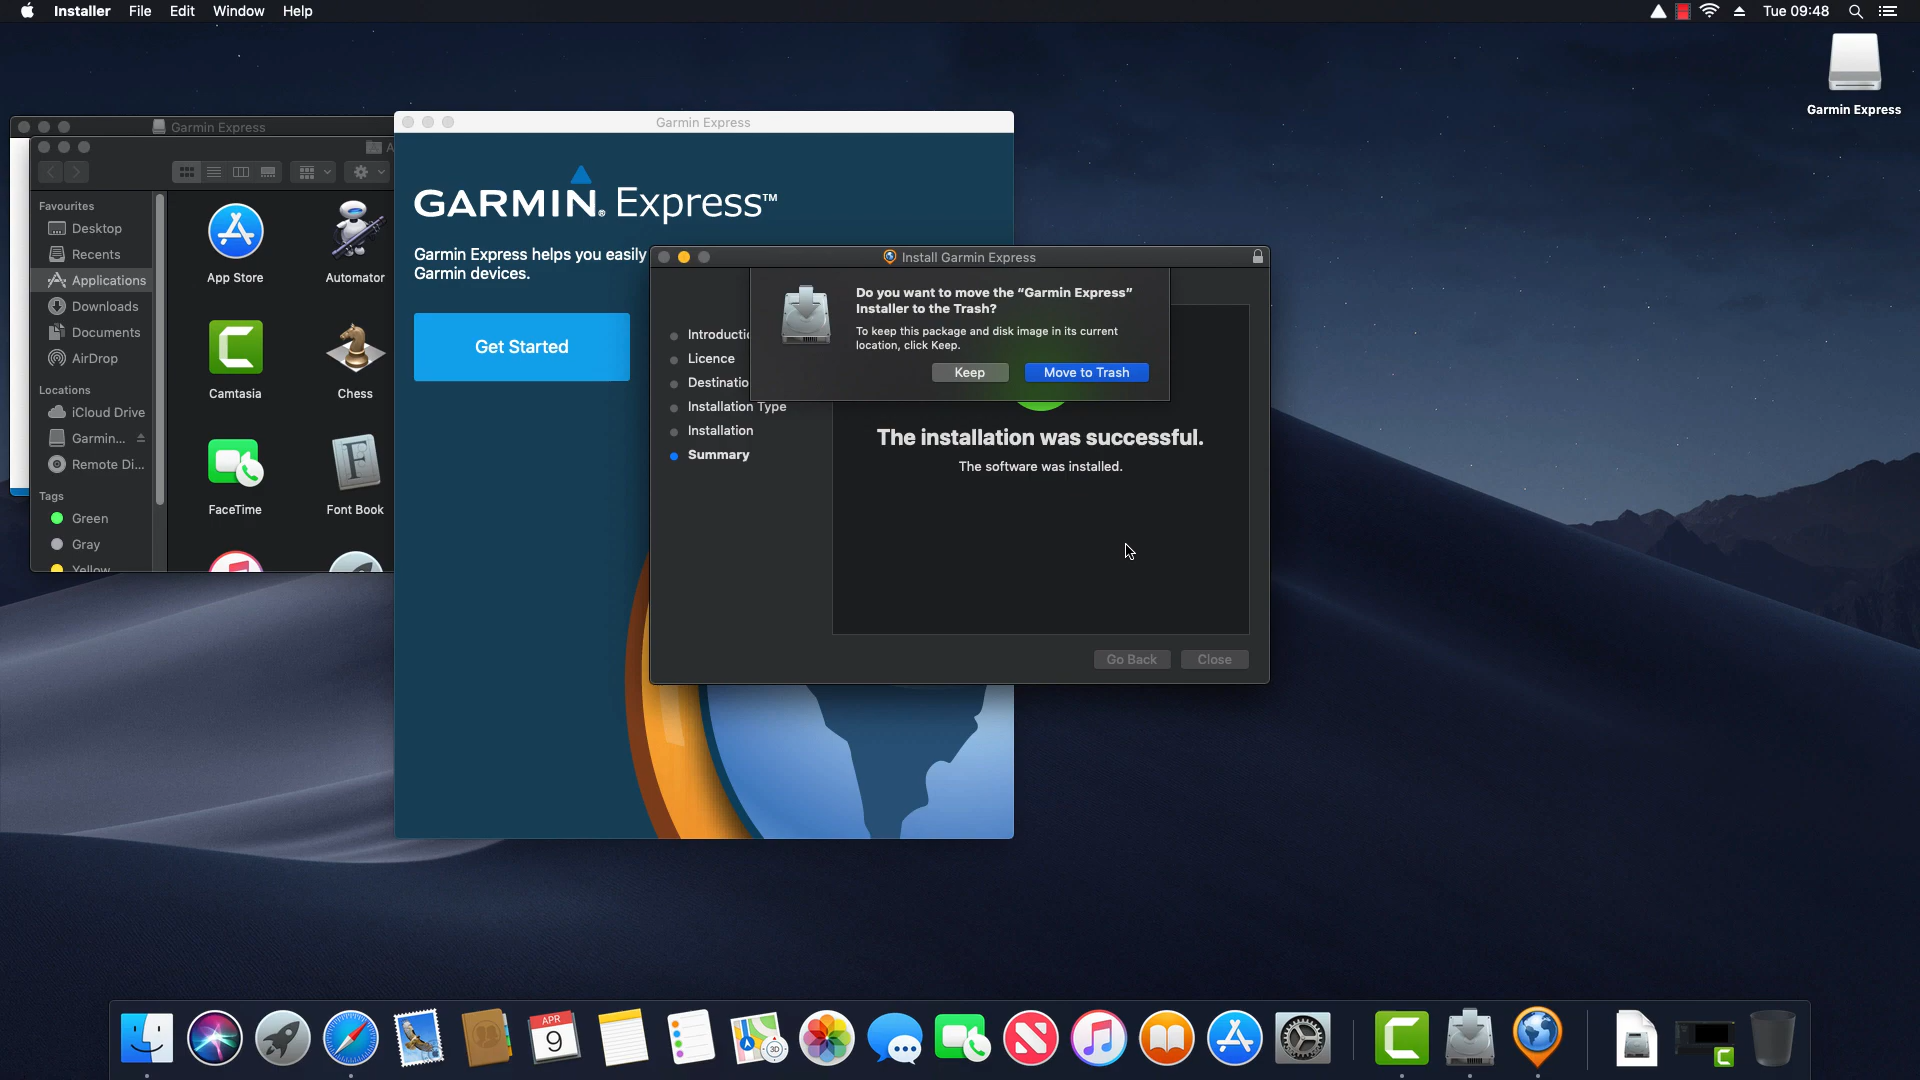 Installer File Edit Window Help
Tue 09:48
Garmin Express
Garmin Express
A
Favourites
Desktop
Recents
Applications
Downloads
Documents
AirDrop
Locations
iCloud Drive
Garmin...
Remote Di...
Tags
Green
Gray
Yellow
App Store
Automator
Camtasia
Chess
FaceTime
Font Book
Garmin Express
GARMIN® Express™
Garmin Express helps you easily
Garmin devices.
Get Started
Install Garmin Express
Introductio
Licence
Destinatio
Installation Type
Installation
Summary
Do you want to move the “Garmin Express”
Installer to the Trash?
To keep this package and disk image in its current
location, click Keep.
Keep
Move to Trash
The installation was successful.
The software was installed.
Go Back
Close
APR
9
3D